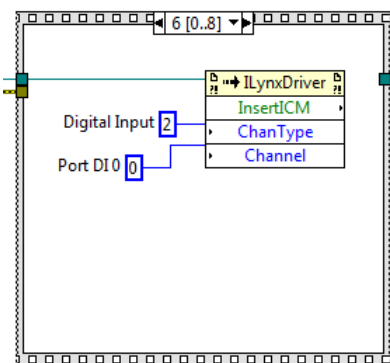 6 [0..8]
ILynxDriver
InsertICM
Digital Input 2
ChanType
Port DI 0 0
Channel